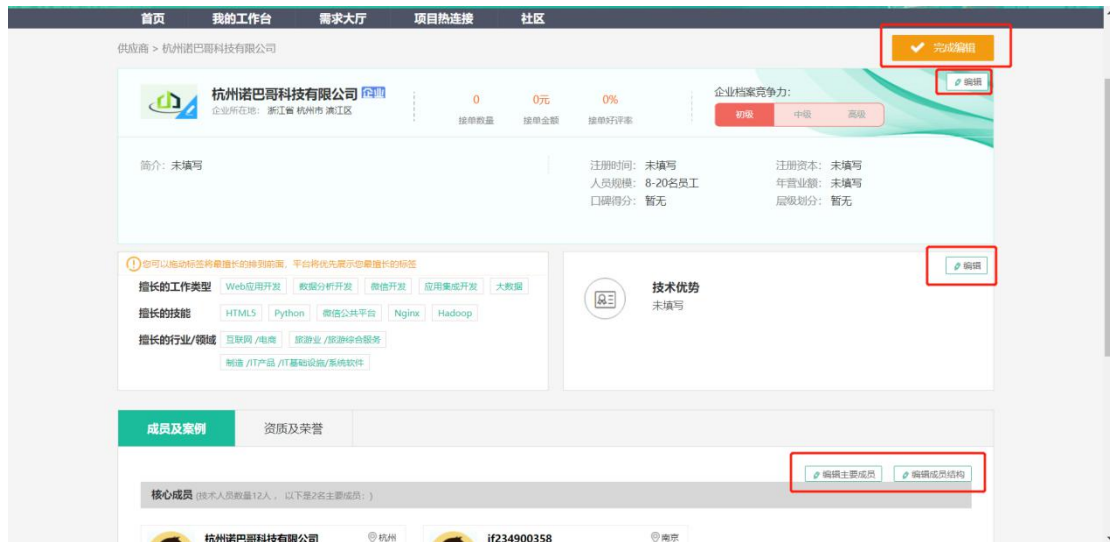 首页 我的工作台 需求大厅 项目热连接 社区
供应商 > 杭州诺巴哥科技有限公司
完成编辑
编辑
杭州诺巴哥科技有限公司 企业
企业所在地: 浙江省 杭州市 滨江区
0 0元 0%
接单数量 接单金额 接单好评率
企业档案竞争力:
初级 中级 高级
简介: 未填写
注册时间: 未填写 注册资本: 未填写
人员规模: 8-20名员工 年营业额: 未填写
口碑得分: 暂无 层级划分: 暂无
您可以拖动标签将最擅长的排到前面, 平台将优先展示您最擅长的标签
擅长的工作类型 Web应用开发 数据分析开发 微信开发 应用集成开发 大数据
擅长的技能 HTML5 Python 微信公共平台 Nginx Hadoop
擅长的行业/领域 互联网 /电商 旅游业 /旅游综合服务
制造 /IT产品 /IT基础设施/系统软件
编辑
技术优势
未填写
成员及案例 资质及荣誉
编辑主要成员 编辑成员结构
核心成员 (技术人员数量12人, 以下是2名主要成员: )
杭州诺巴哥科技有限公司 杭州 jf234900358 南京